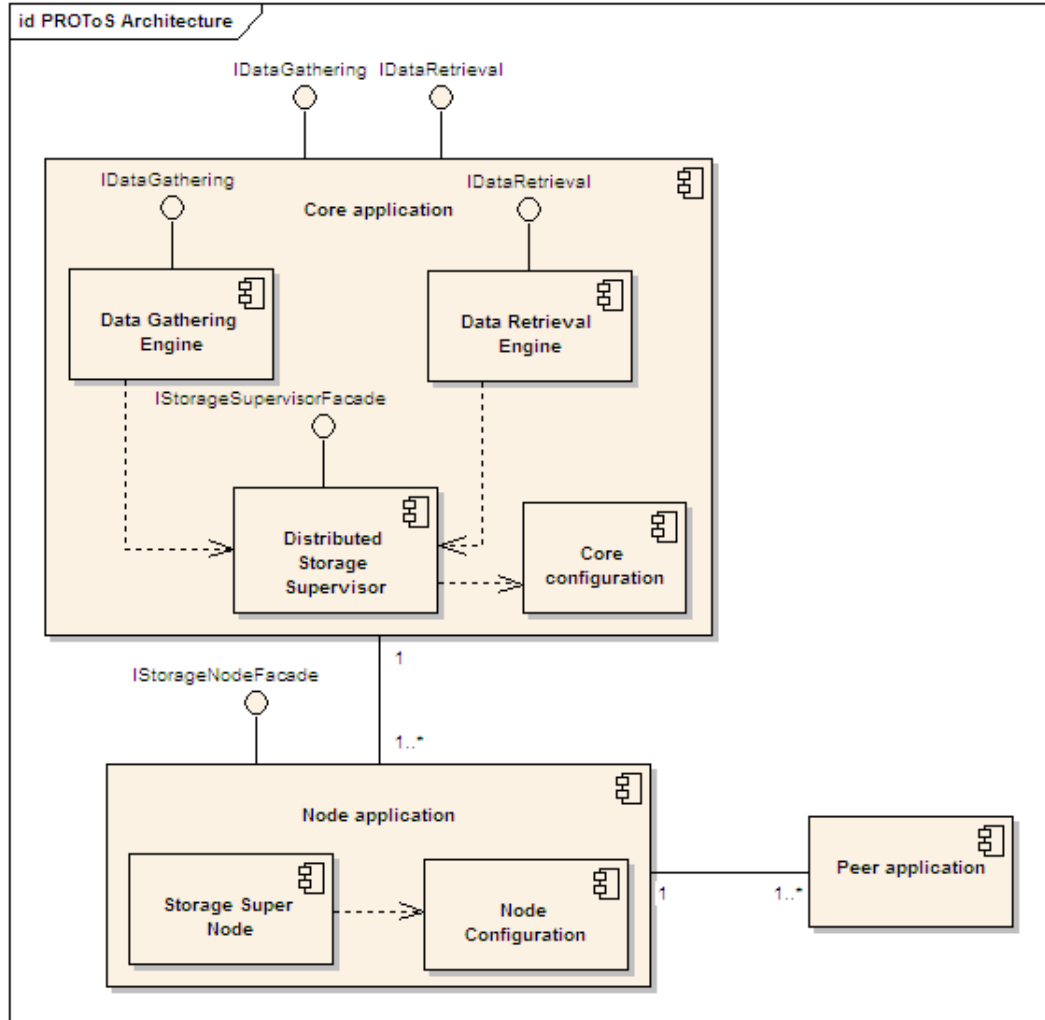 id PROToS Architecture
IDataGathering IDataRetrieval
IDataGathering
IDataRetrieval
Core application
Data Gathering
Engine
Data Retrieval
Engine
IStorageSupervisorFacade
Distributed
Storage
Supervisor
Core
configuration
1
IStorageNodeFacade
1..*
Node application
Storage Super
Node
Node
Configuration
1
1..*
Peer application